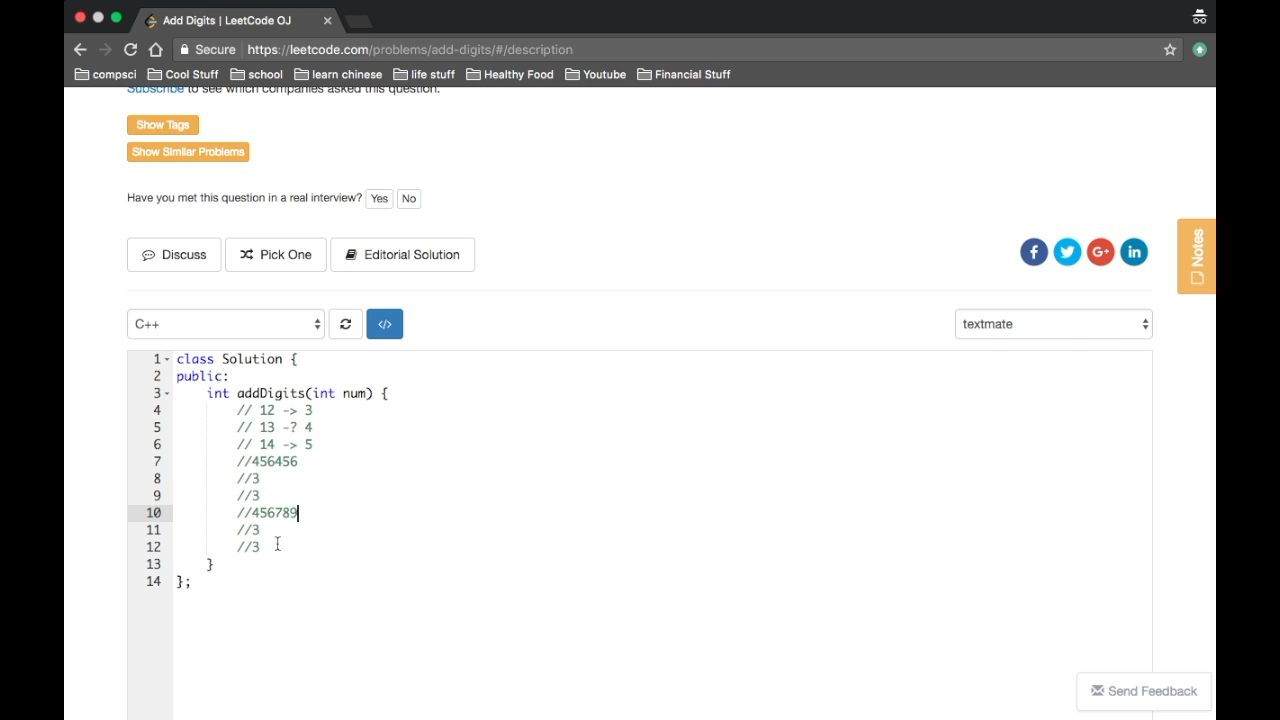 Add Digits | LeetCode OJ
Secure https://leetcode.com/problems/add-digits/#/description
compsci Cool Stuff school learn chinese life stuff Healthy Food Youtube Financial Stuff
Subscribe to see which companies asked this question.
Show Tags
Show Similar Problems
Have you met this question in a real interview? Yes No
Notes
Discuss Pick One Editorial Solution
f G+ in
C++ </> textmate
1 class Solution {
2 public:
3 int addDigits(int num) {
4 // 12 -> 3
5 // 13 -? 4
6 // 14 -> 5
7 //456456
8 //3
9 //3
10 //456789
11 //3
12 //3
13 }
14 };
Send Feedback